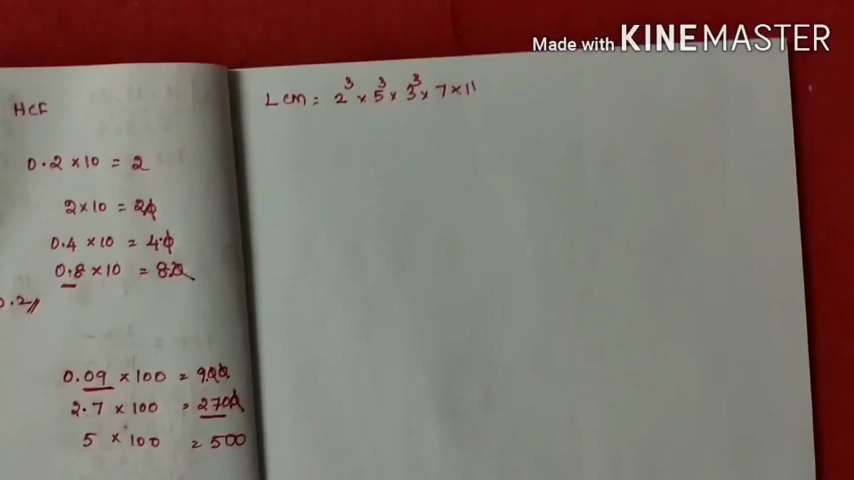 Made with KINEMASTER
HCF
0.2 × 10 = 2
2 × 10 = 20
0.4 × 10 = 4.0
0.8 × 10 = 8.0
0.2//
0.09 × 100 = 9.00
2.7 × 100 = 2700
5 × 100 = 500
LCM = 2³ × 5³ × 3³ × 7 × 11